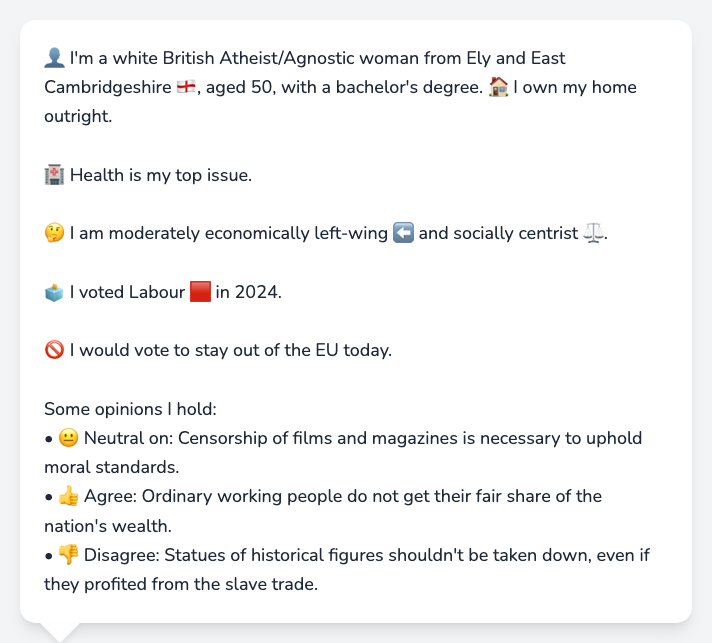 👤 I'm a white British Atheist/Agnostic woman from Ely and East
Cambridgeshire 🏴󠁧󠁢󠁥󠁮󠁧󠁿, aged 50, with a bachelor's degree. 🏠 I own my home
outright.
🏥 Health is my top issue.
🤔 I am moderately economically left-wing ⬅️ and socially centrist ⚖️.
🗳️ I voted Labour 🟥 in 2024.
🚫 I would vote to stay out of the EU today.
Some opinions I hold:
• 😐 Neutral on: Censorship of films and magazines is necessary to uphold
moral standards.
• 👍 Agree: Ordinary working people do not get their fair share of the
nation's wealth.
• 👎 Disagree: Statues of historical figures shouldn't be taken down, even if
they profited from the slave trade.